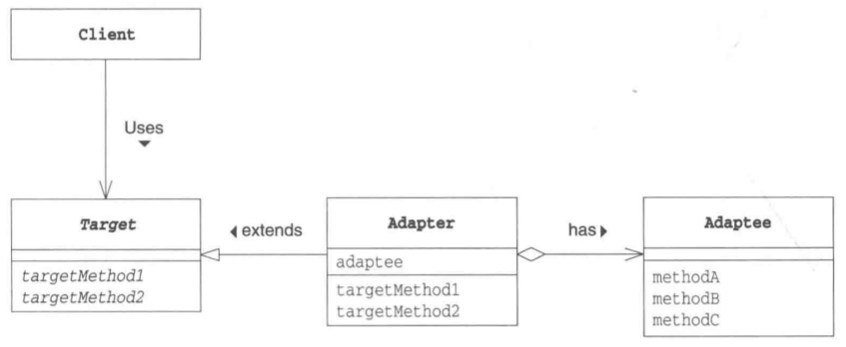 Client
Uses
Target
extends
Adapter
has
Adaptee
adaptee
targetMethod1
targetMethod2
targetMethod1
targetMethod2
methodA
methodB
methodC